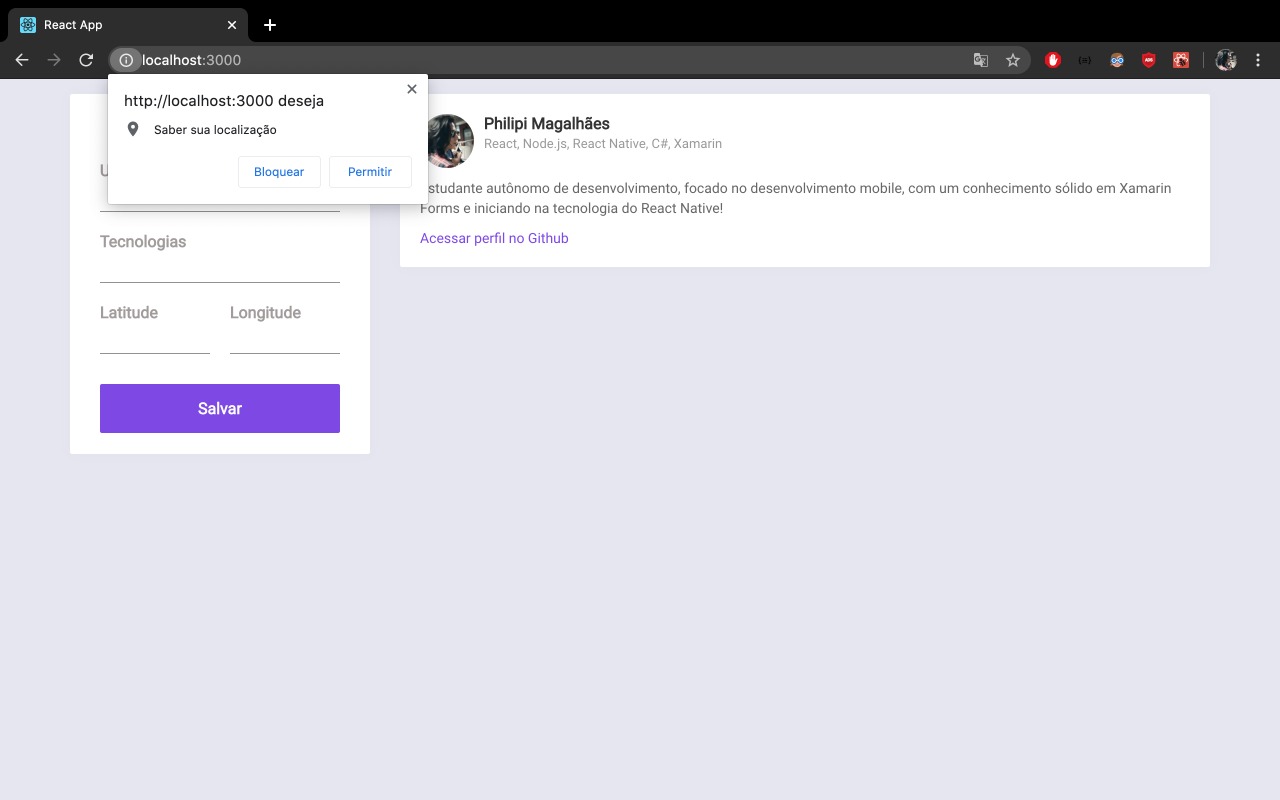 React App
localhost:3000
http://localhost:3000 deseja
Saber sua localização
Bloquear
Permitir
U
Tecnologias
Latitude
Longitude
Salvar
Philipi Magalhães
React, Node.js, React Native, C#, Xamarin
studante autônomo de desenvolvimento, focado no desenvolvimento mobile, com um conhecimento sólido em Xamarin
Forms e iniciando na tecnologia do React Native!
Acessar perfil no Github